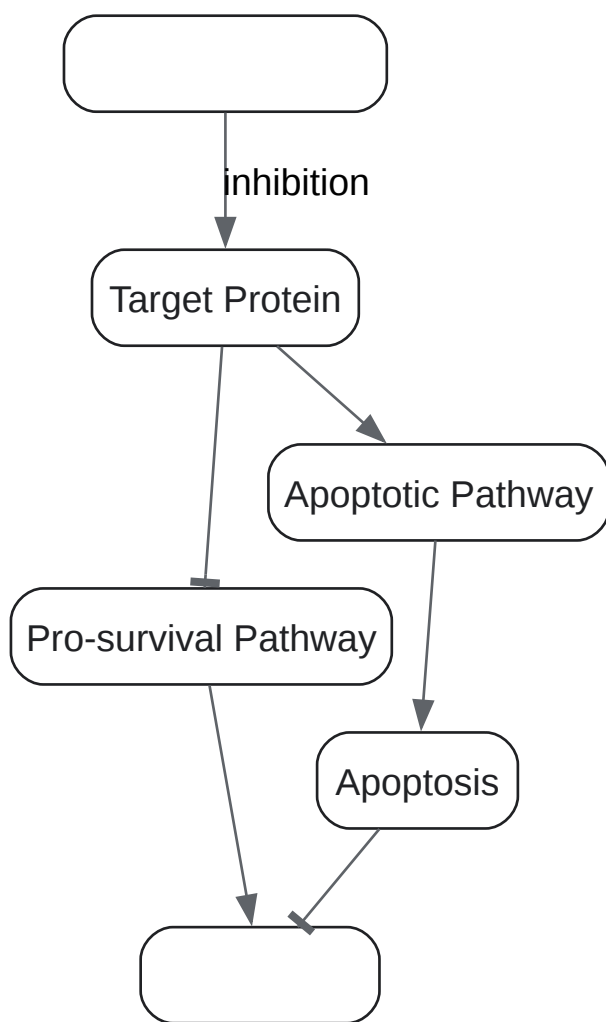 inhibition
Target Protein
Apoptotic Pathway
Pro-survival Pathway
Apoptosis